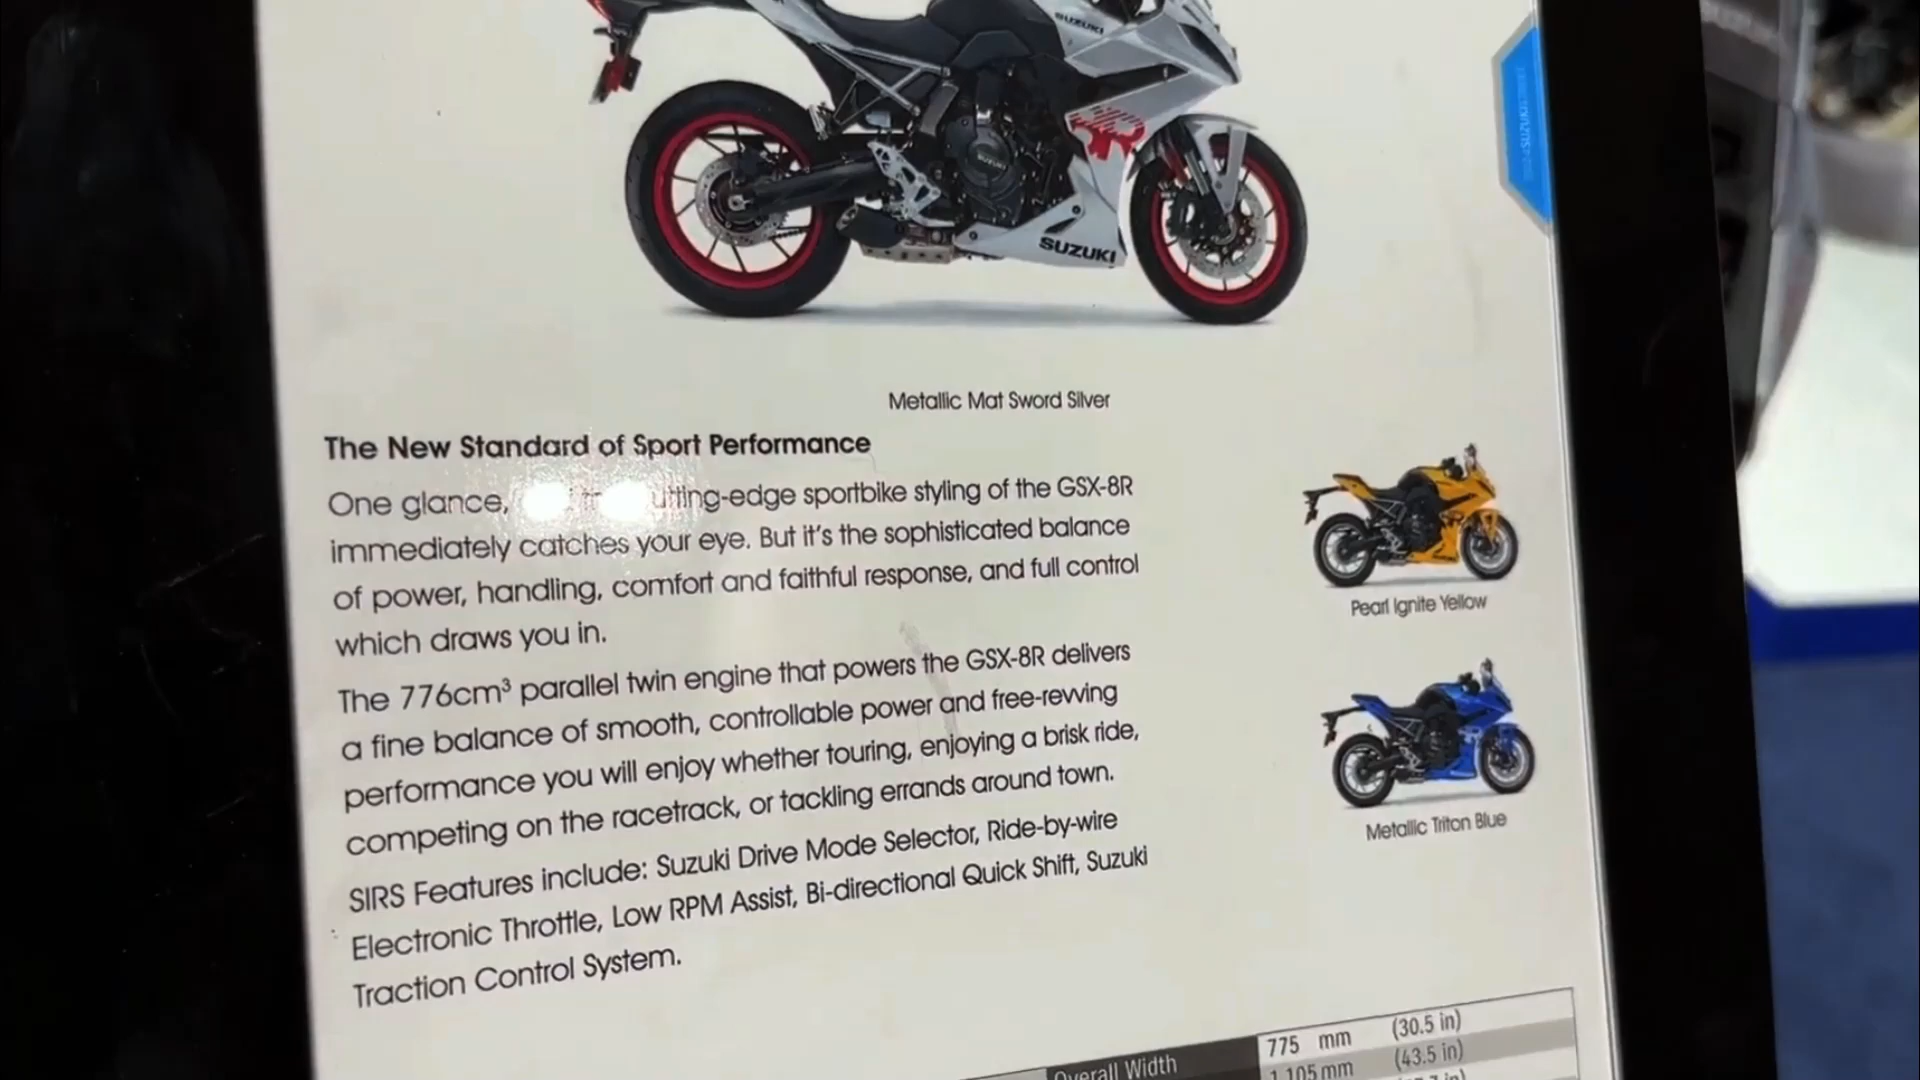 SUZUKI
SUZUKI
SUZUKI
Metallic Mat Sword Silver
The New Standard of Sport Performance
One glance, utting-edge sportbike styling of the GSX-8R
immediately catches your eye. But it's the sophisticated balance
of power, handling, comfort and faithful response, and full control
which draws you in.
The 776cm³ parallel twin engine that powers the GSX-8R delivers
a fine balance of smooth, controllable power and free-revving
performance you will enjoy whether touring, enjoying a brisk ride,
competing on the racetrack, or tackling errands around town.
SIRS Features include: Suzuki Drive Mode Selector, Ride-by-wire
Electronic Throttle, Low RPM Assist, Bi-directional Quick Shift, Suzuki
Traction Control System.
Pearl Ignite Yellow
Metallic Triton Blue
Overall Width 775 mm (30.5 in)
1,105 mm (43.5 in)